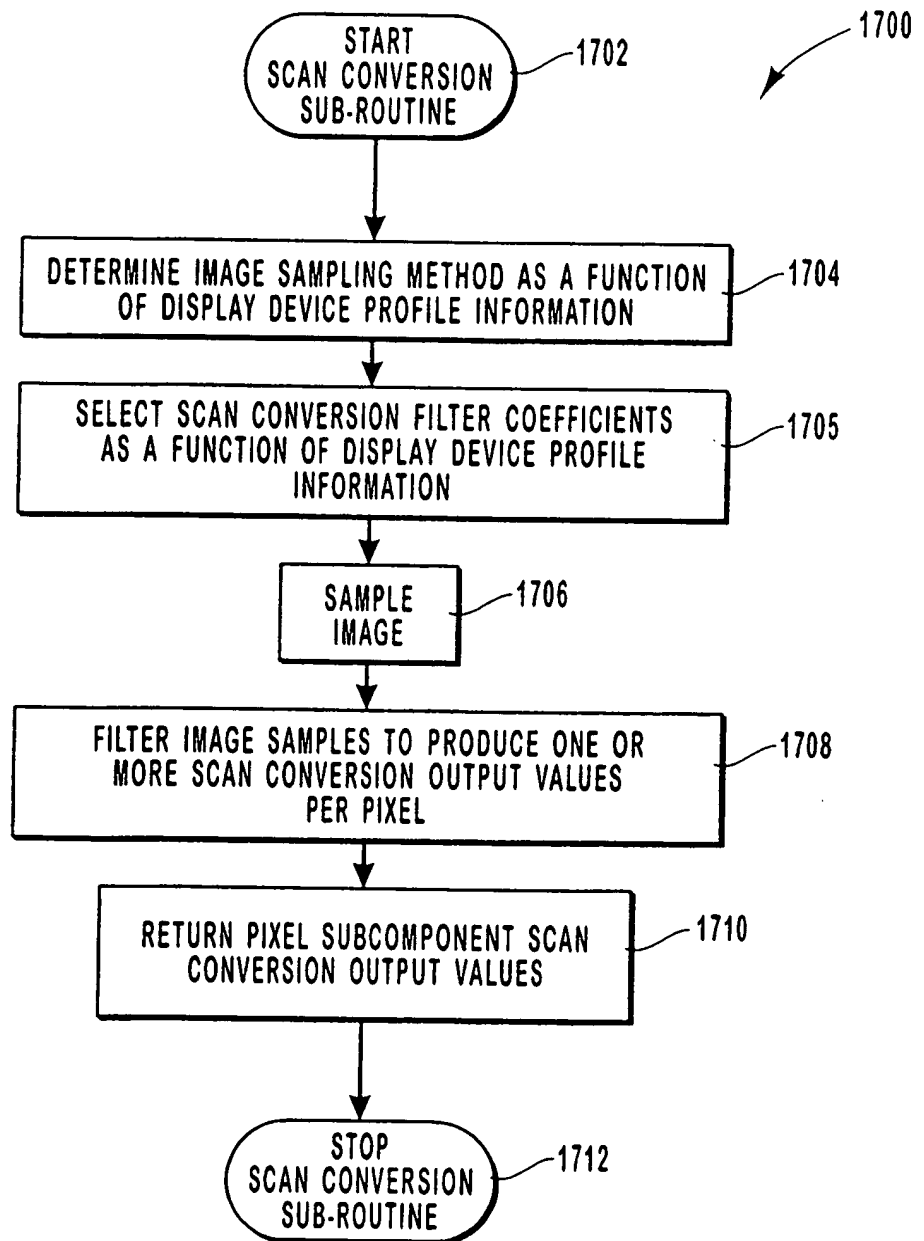 1700
START
SCAN CONVERSION
SUB-ROUTINE
1702
DETERMINE IMAGE SAMPLING METHOD AS A FUNCTION
OF DISPLAY DEVICE PROFILE INFORMATION
1704
SELECT SCAN CONVERSION FILTER COEFFICIENTS
AS A FUNCTION OF DISPLAY DEVICE PROFILE
INFORMATION
1705
SAMPLE
IMAGE
1706
FILTER IMAGE SAMPLES TO PRODUCE ONE OR
MORE SCAN CONVERSION OUTPUT VALUES
PER PIXEL
1708
RETURN PIXEL SUBCOMPONENT SCAN
CONVERSION OUTPUT VALUES
1710
STOP
SCAN CONVERSION
SUB-ROUTINE
1712